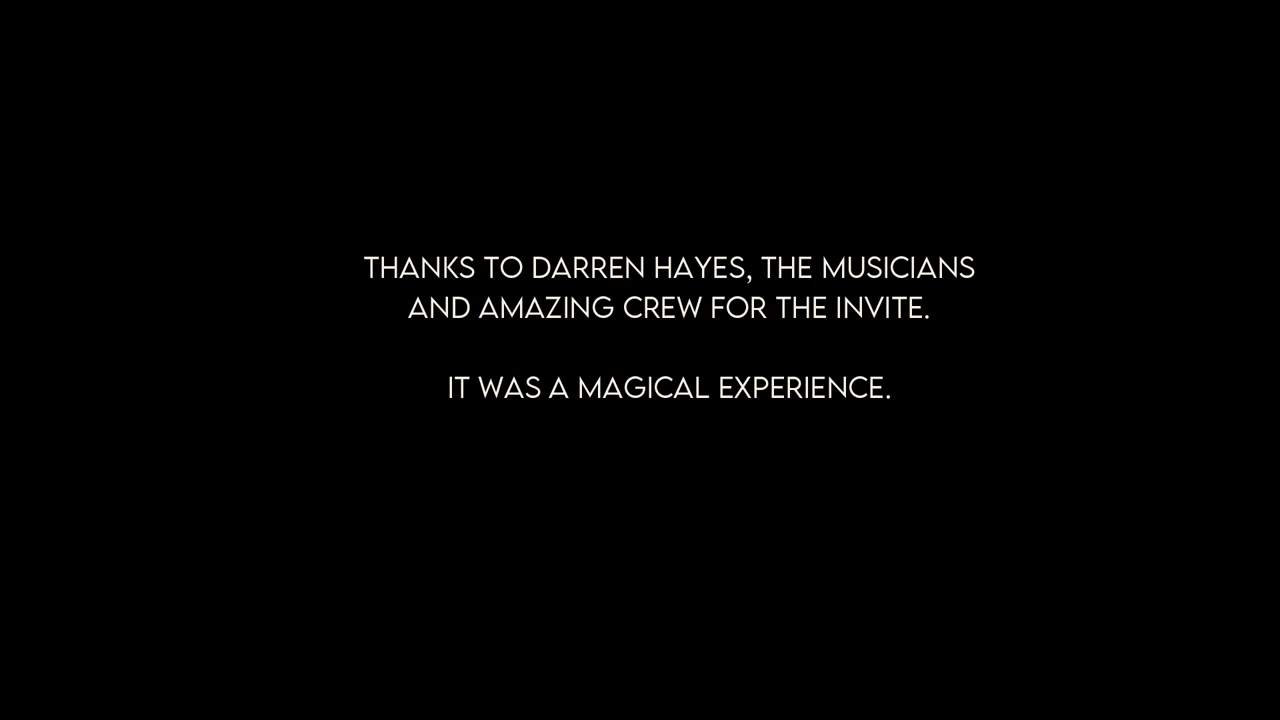 THANKS TO DARREN HAYES, THE MUSICIANS
AND AMAZING CREW FOR THE INVITE.
IT WAS A MAGICAL EXPERIENCE.